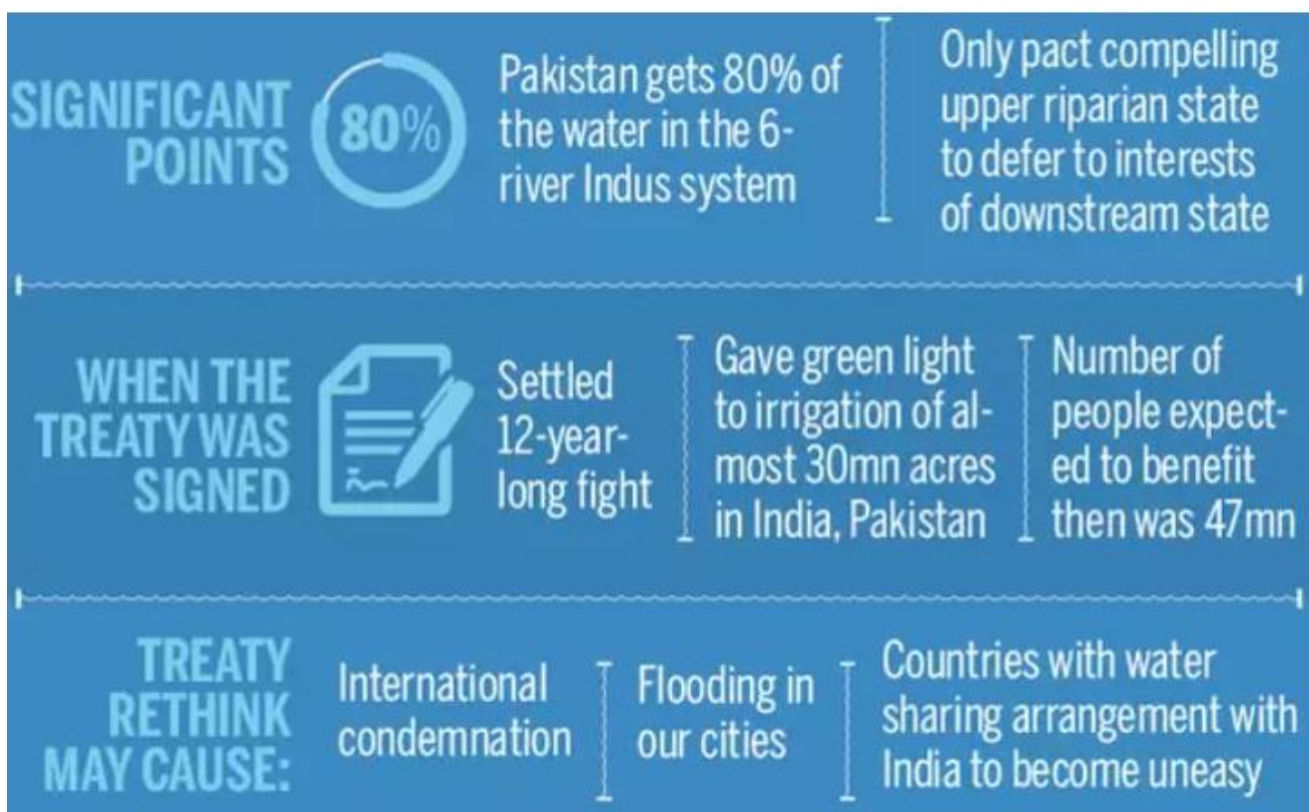 SIGNIFICANT
POINTS
80%
Pakistan gets 80% of
the water in the 6-
river Indus system
Only pact compelling
upper riparian state
to defer to interests
of downstream state
WHEN THE
TREATY WAS
SIGNED
Settled
12-year-
long fight
Gave green light
to irrigation of al-
most 30mn acres
in India, Pakistan
Number of
people expect-
ed to benefit
then was 47mn
TREATY
RETHINK
MAY CAUSE:
International
condemnation
Flooding in
our cities
Countries with water
sharing arrangement with
India to become uneasy